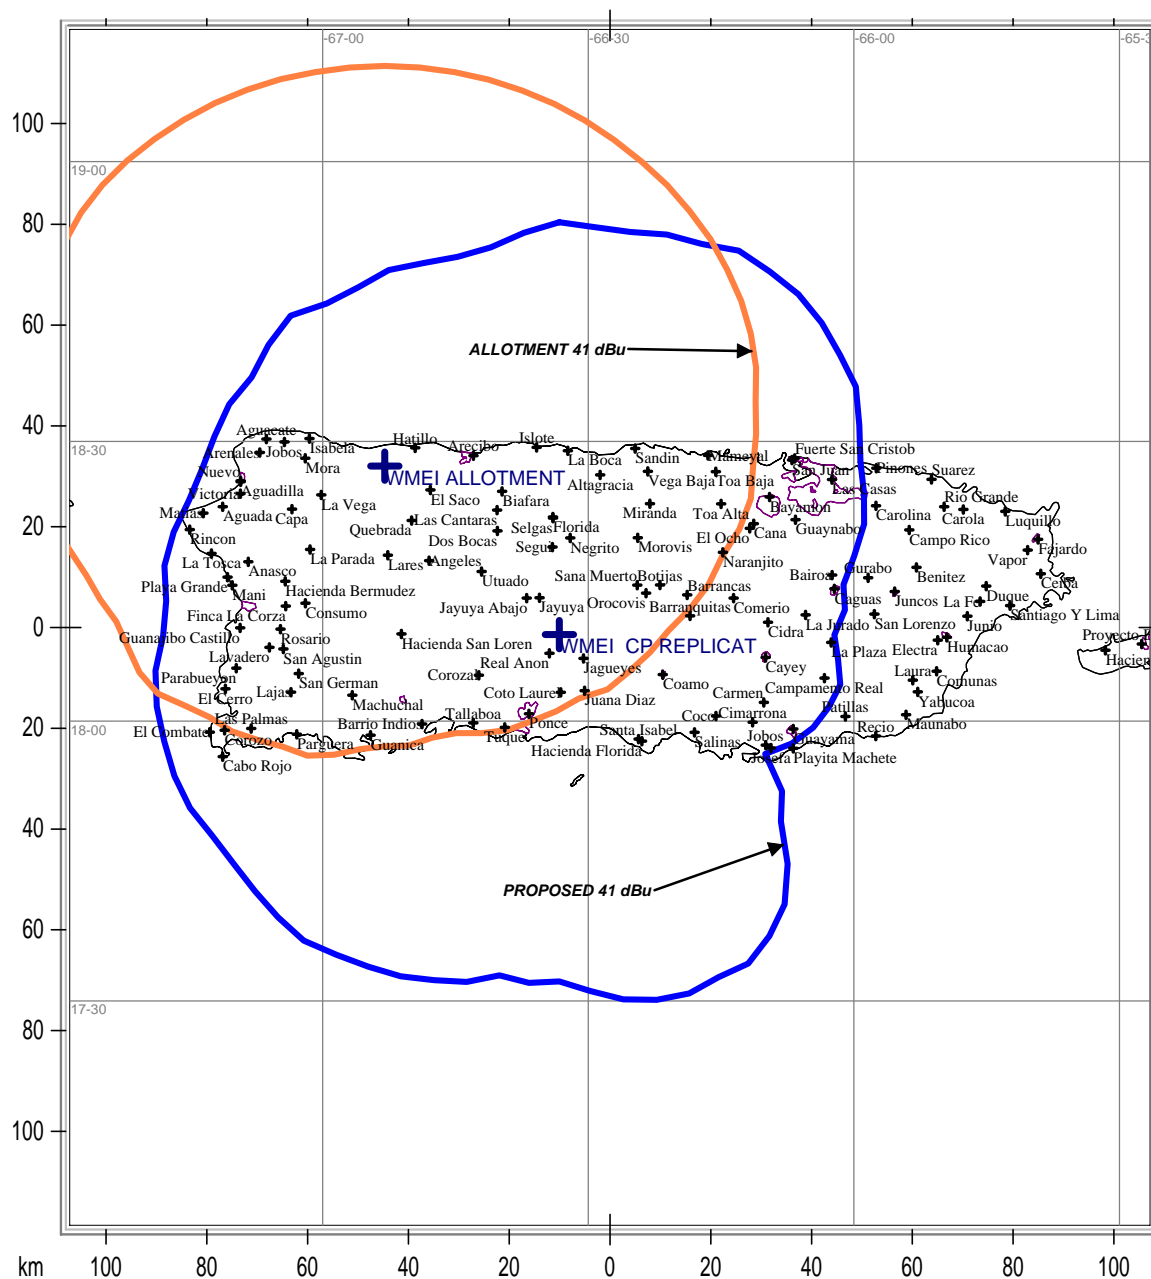 -67-00
-66-30
-66-00
100
19-00
80
60
ALLOTMENT 41 dBu
40
18-30
Aguacate
Arenales
Jobos
Isabela
Hatillo
Arecibo
Islote
Sandin
Mameyal
Fuerte San Cristob
Mora
La Boca
San Juan
Pinones
Suarez
Nuevo
WMEI ALLOTMENT
Altagracia
Vega Baja
Toa Baja
Las Casas
Victoria
Aguadilla
La Vega
El Saco
Biafara
Rio Grande
Aguada
Capa
Miranda
Toa Alta
Bayamon
Carolina
Carola
Luquillo
20
Quebrada
Las Cantaras
Selgas
Florida
El Ocho
Cana
Guaynabo
Campo Rico
Rincon
Dos Bocas
Segui
Negrito
Morovis
Fajardo
La Tosca
Anasco
La Parada
Lares
Angeles
Naranjito
Vapor
Playa Grande
Mani
Hacienda Bermudez
Utuado
Sana Muerto
Botijas
Barrancas
Bairoa
Gurabo
Benitez
Ceiba
Finca La Corza
Consumo
Jayuya Abajo
Jayuya
Orocovis
Barranquitas
Comerio
Caguas
Juncos
La Fe
Duque
0
Guanaribo Castillo
Rosario
Hacienda San Loren
WMEI CP REPLICAT
Cidra
La Jurado
San Lorenzo
Junio
Santiago Y Lima
Lavadero
San Agustin
Real Anon
Jagueyes
Cayey
La Plaza
Electra
Humacao
Parabueyon
San German
Coroza
Coamo
Campamento Real
Laura
Comunas
El Cerro
Lajas
Machuchal
Coto Laurel
Juana Diaz
Carmen
Yabucoa
20
18-00
El Combate
Las Palmas
Corozo
Parguera
Barrio Indios
Guanica
Tallaboa
Tuque
Ponce
Santa Isabel
Coco
Cimarrona
Patillas
Recio
Maunabo
Cabo Rojo
Hacienda Florida
Salinas
Jobos
Guayama
Playita Machete
40
PROPOSED 41 dBu
60
17-30
80
100
km
100
80
60
40
20
0
20
40
60
80
100